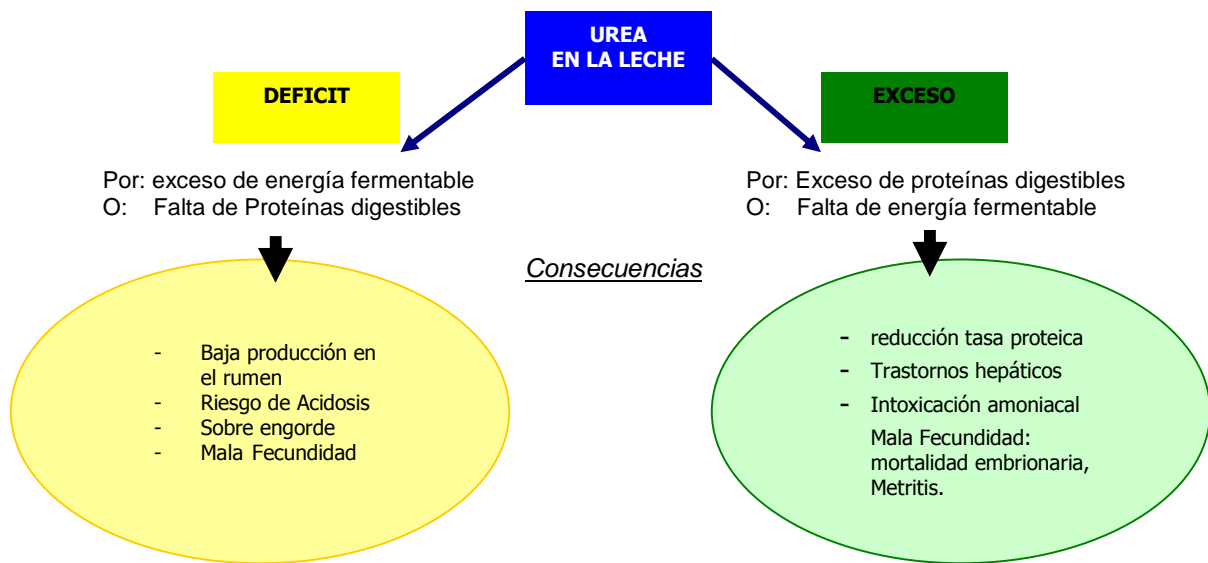 UREA
EN LA LECHE
DEFICIT
EXCESO
Por: exceso de energía fermentable
O: Falta de Proteínas digestibles
Por: Exceso de proteínas digestibles
O: Falta de energía fermentable
Consecuencias
- Baja producción en
el rumen
- Riesgo de Acidosis
- Sobre engorde
- Mala Fecundidad
- reducción tasa proteica
- Trastornos hepáticos
- Intoxicación amoniacal
Mala Fecundidad:
mortalidad embrionaria,
Metritis.